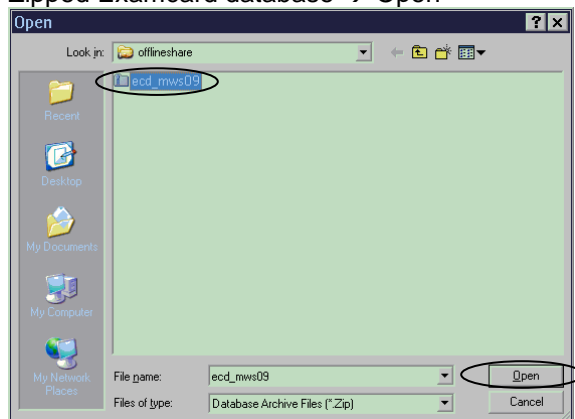 Zipped Examcard database → Open
Open
Look in: offlineshare
ecd_mws09
Recent
Desktop
My Documents
My Computer
My Network
Places
File name: ecd_mws09 Open
Files of type: Database Archive Files (*.Zip) Cancel